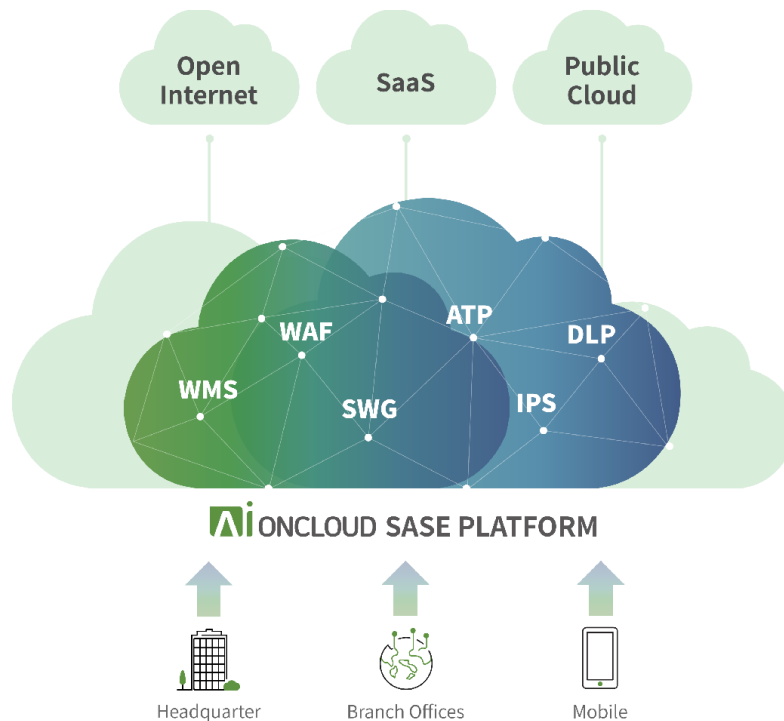 Open
Internet
SaaS
Public
Cloud
ATP
WAF
DLP
WMS
SWG
IPS
Ai ONCLOUD SASE PLATFORM
Headquarter
Branch Offices
Mobile